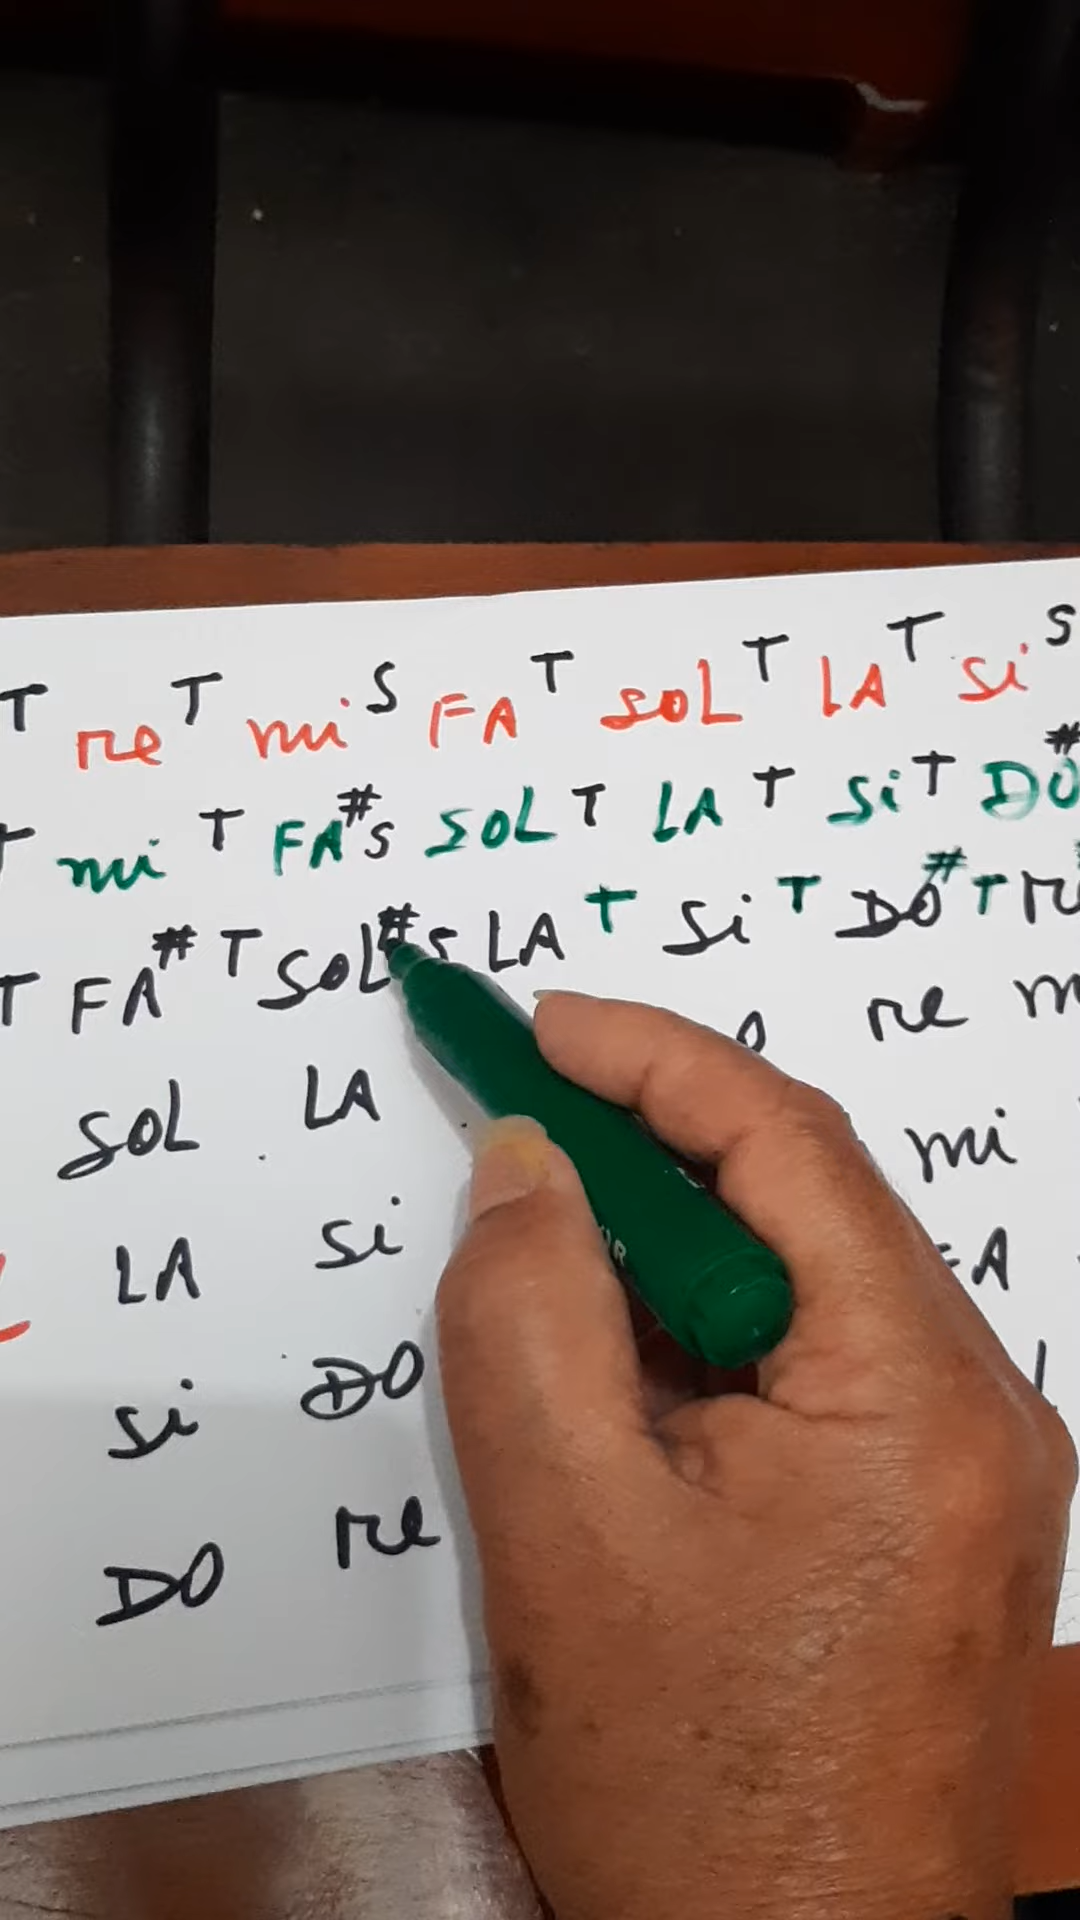 T re T mi S FA T SOL T LA T Si S
T mi T FA# S SOL T LA T Si T DO#
T FA# T SOL# S LA T Si T DO# T
SOL LA re
LA Si mi
Si DO
DO re